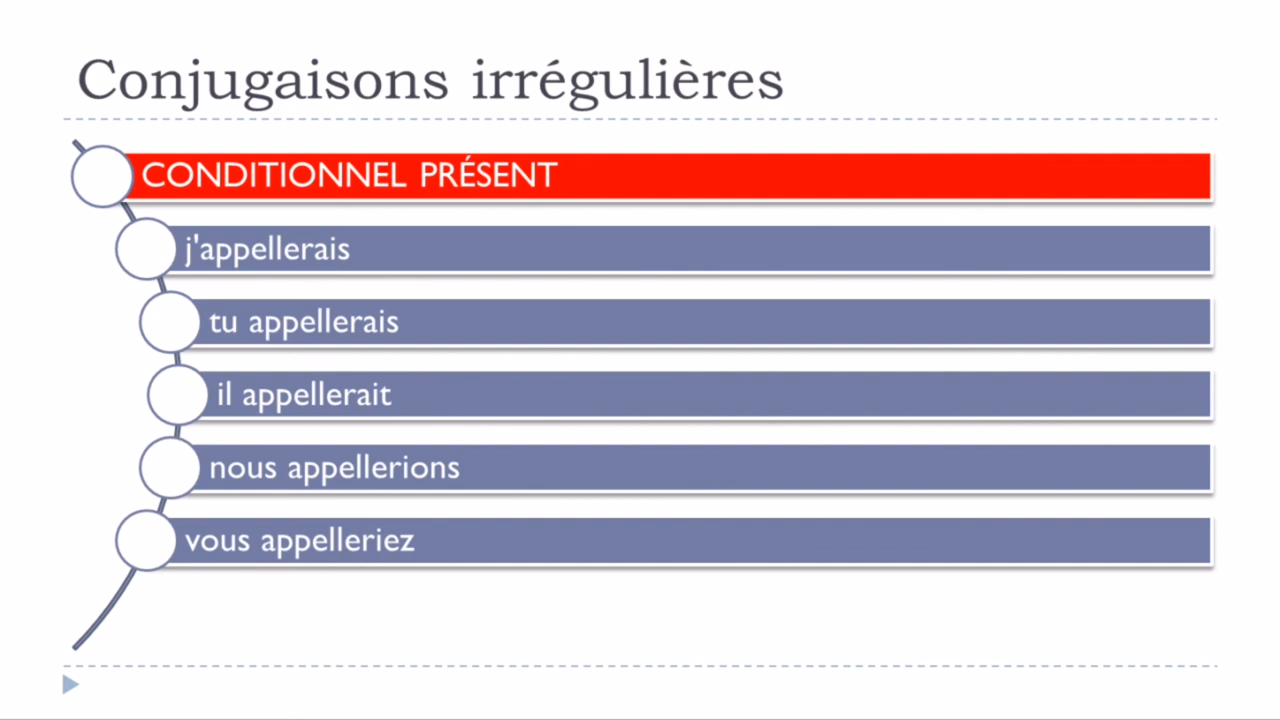 Conjugaisons irrégulières
CONDITIONNEL PRÉSENT
j'appellerais
tu appellerais
il appellerait
nous appellerions
vous appelleriez